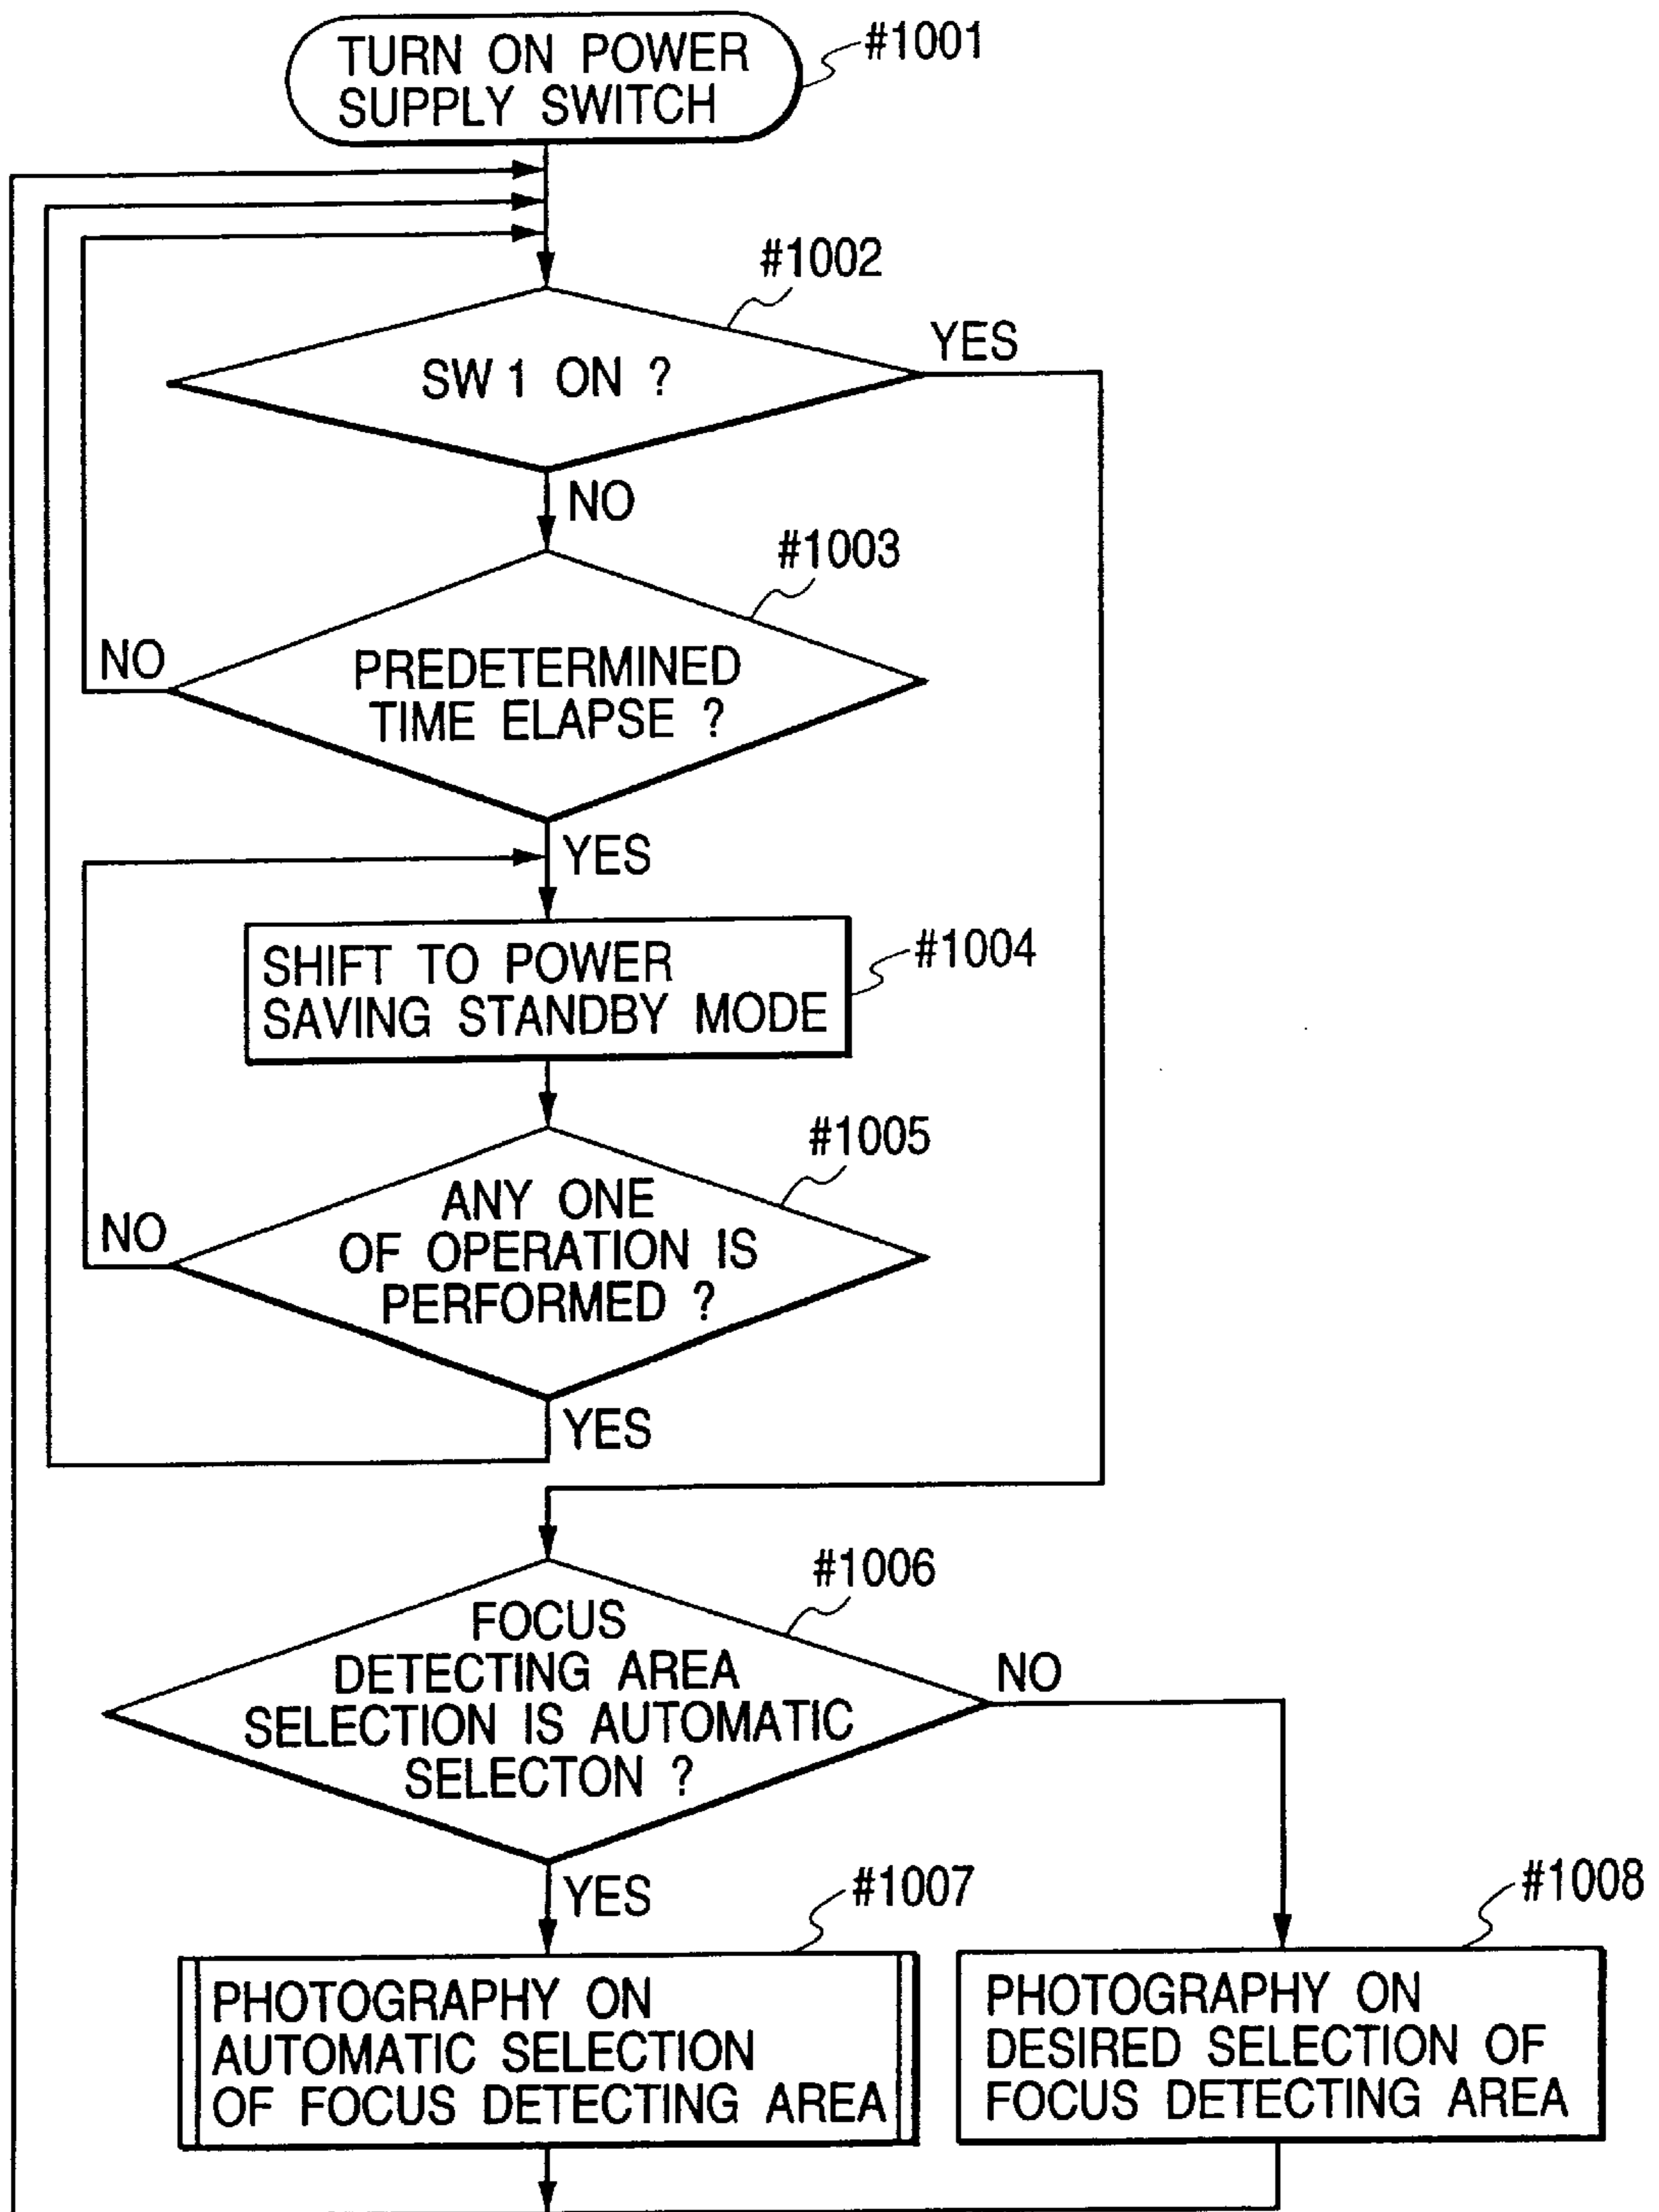 TURN ON POWER
SUPPLY SWITCH
#1001
#1002
SW1 ON ?
YES
NO
#1003
PREDETERMINED
TIME ELAPSE ?
NO
YES
SHIFT TO POWER
SAVING STANDBY MODE
#1004
#1005
ANY ONE
OF OPERATION IS
PERFORMED ?
NO
YES
#1006
FOCUS
DETECTING AREA
SELECTION IS AUTOMATIC
SELECTON ?
NO
YES
#1007
PHOTOGRAPHY ON
AUTOMATIC SELECTION
OF FOCUS DETECTING AREA
#1008
PHOTOGRAPHY ON
DESIRED SELECTION OF
FOCUS DETECTING AREA